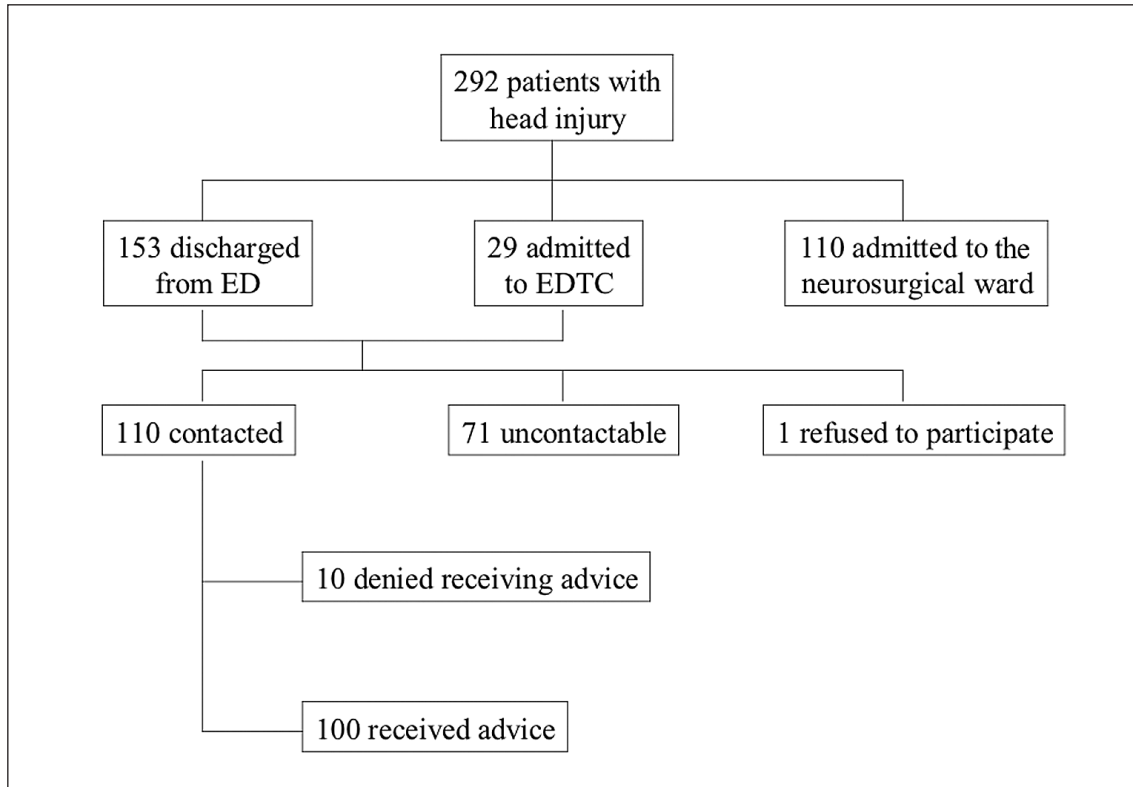 292 patients with
head injury
153 discharged
from ED
29 admitted
to EDTC
110 admitted to the
neurosurgical ward
110 contacted
71 uncontactable
1 refused to participate
10 denied receiving advice
100 received advice